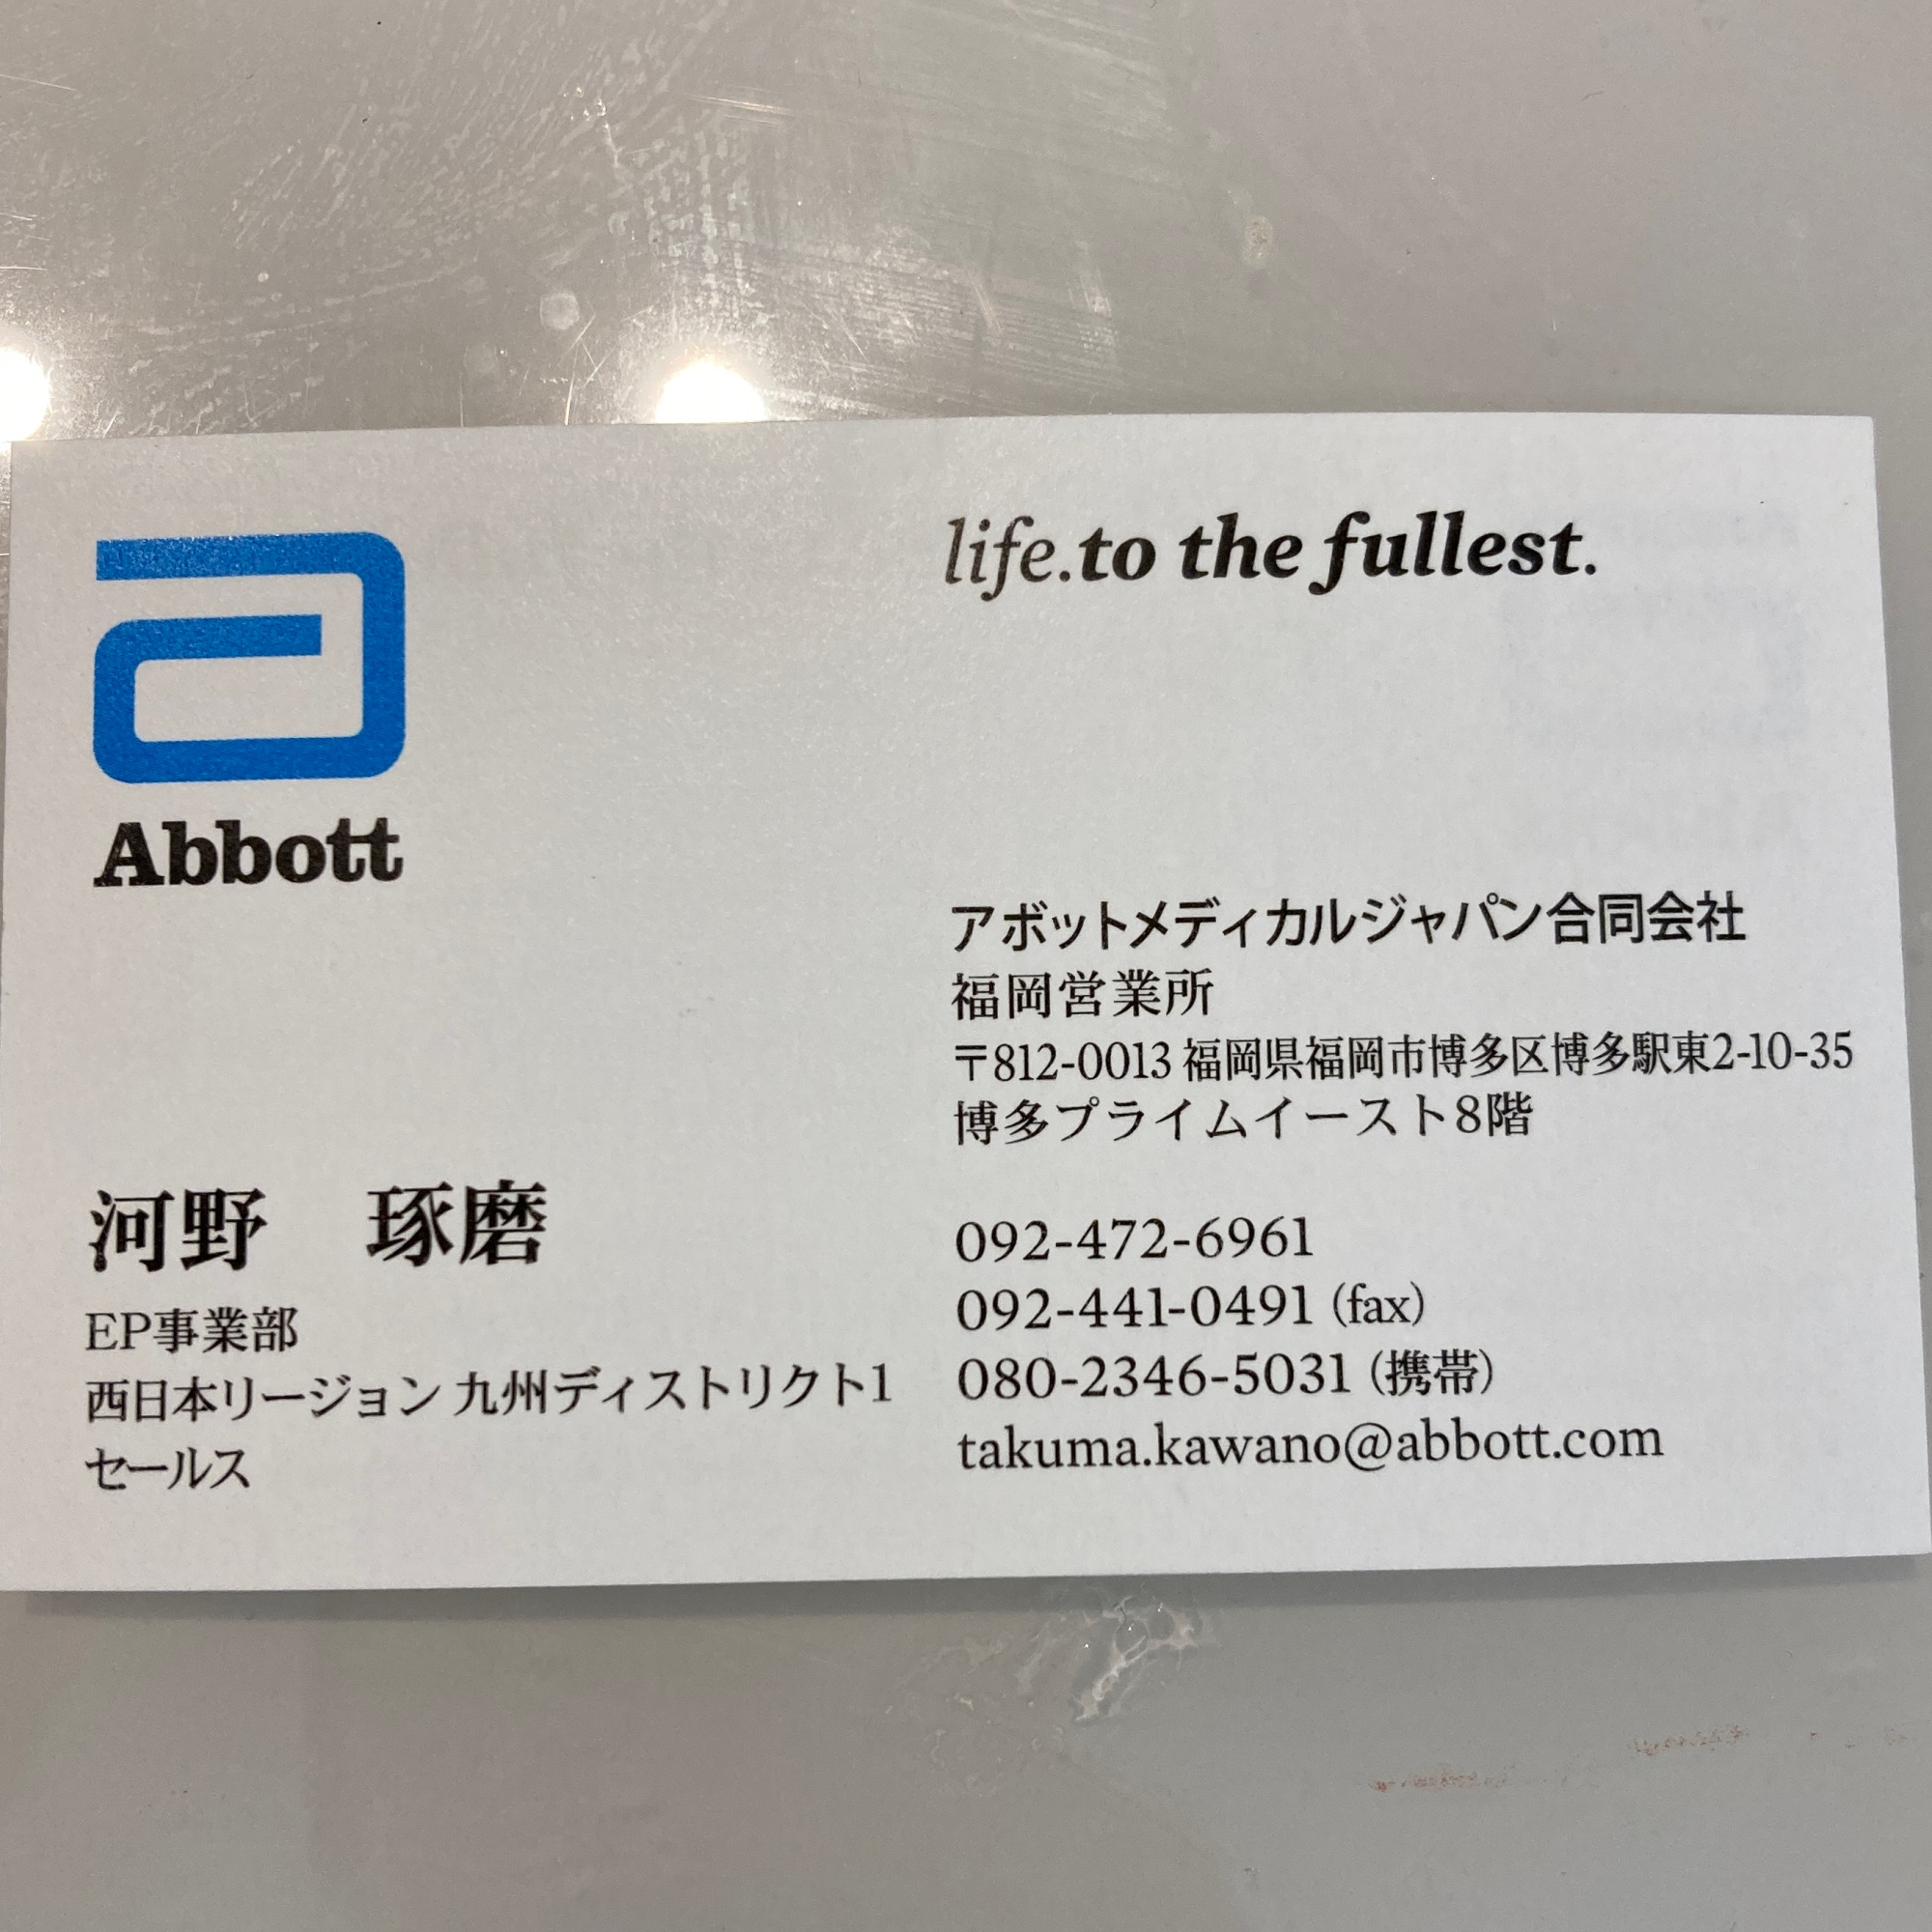 Abbott
life.to the fullest.
アボットメディカルジャパン合同会社
福岡営業所
〒812-0013 福岡県福岡市博多区博多駅東2-10-35
博多プライムイースト8階
河野　琢磨
EP事業部
西日本リージョン 九州ディストリクト1
セールス
092-472-6961
092-441-0491 (fax)
080-2346-5031 (携帯)
takuma.kawano@abbott.com